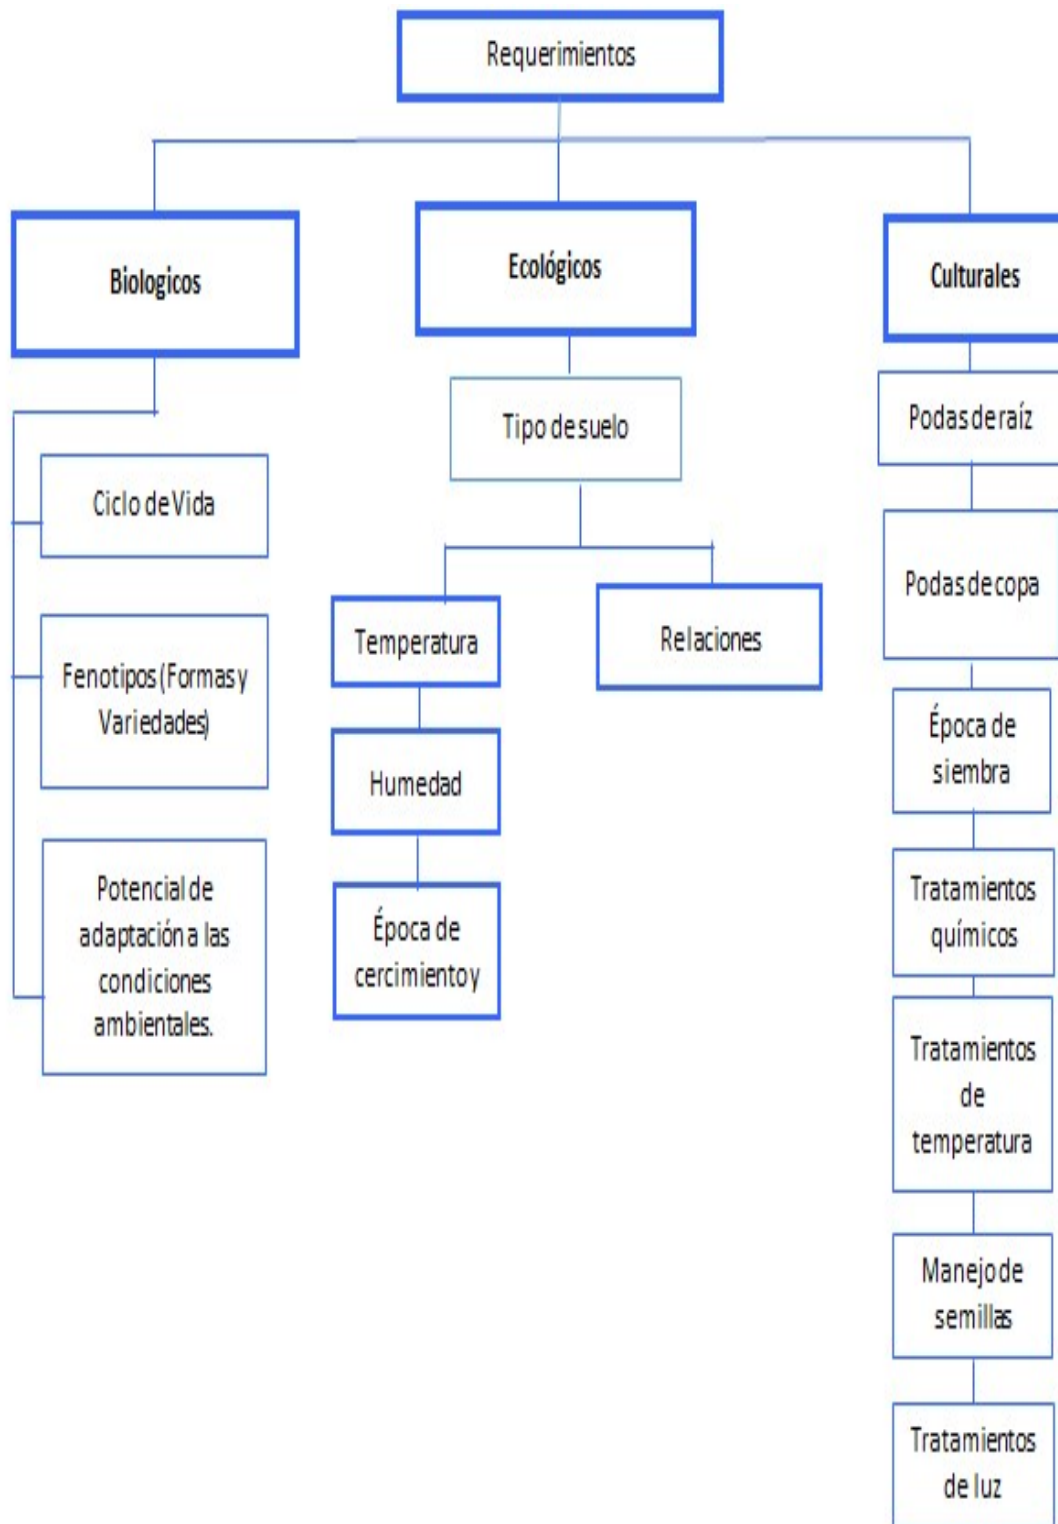 Requerimientos
Biologicos
Ciclo de Vida
Fenotipos (Formas y
Variedades)
Potencial de
adaptación a las
condiciones
ambientales.
Ecológicos
Tipo de suelo
Temperatura
Humedad
Época de
cercimiento y
Relaciones
Culturales
Podas de raíz
Podas de copa
Época de
siembra
Tratamientos
químicos
Tratamientos
de
temperatura
Manejo de
semillas
Tratamientos
de luz